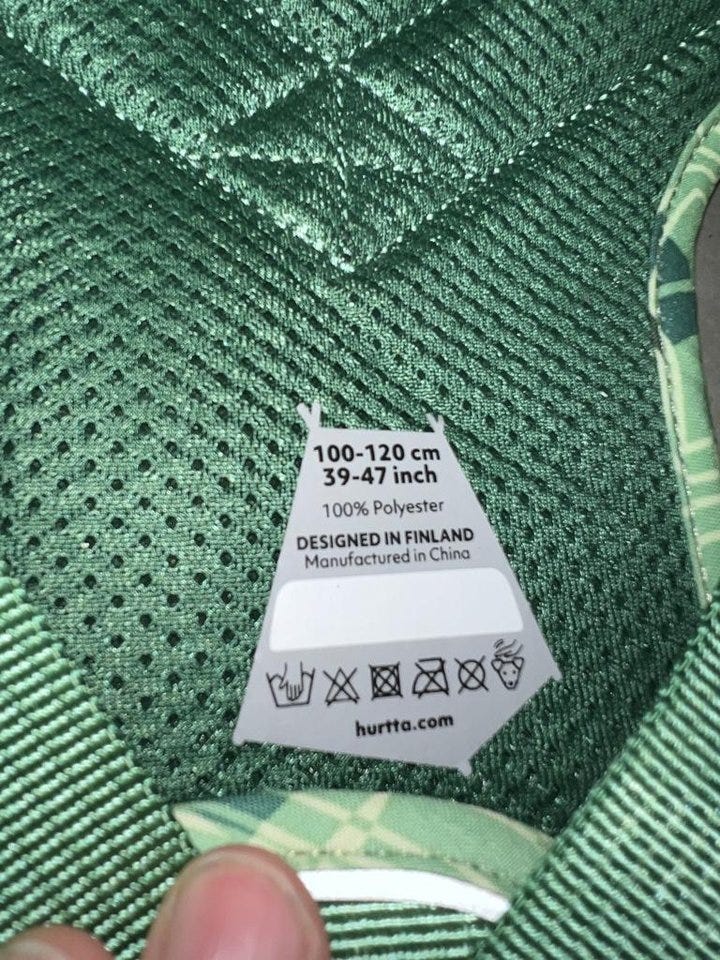 100-120 cm
39-47 inch
100% Polyester
DESIGNED IN FINLAND
Manufactured in China
hurtta.com